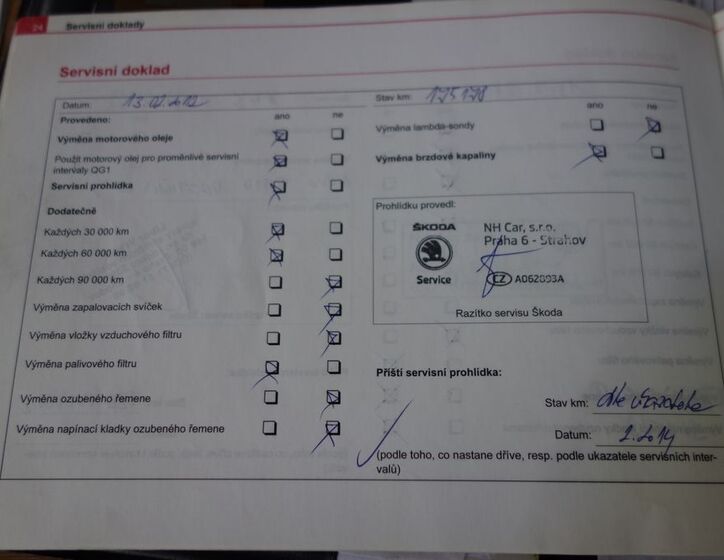 24 Servisní doklady
Servisní doklad
Datum: 13.02.2012 Stav km: 175178
Provedeno: ano ne
ano ne
Výměna motorového oleje
Výměna lambda-sondy
Použit motorový olej pro proměnlivé servisní
intervaly QG1
Výměna brzdové kapaliny
Servisní prohlídka
Dodatečně
Každých 30 000 km
Každých 60 000 km
Každých 90 000 km
Výměna zapalovacích svíček
Výměna vložky vzduchového filtru
Výměna palivového filtru
Výměna ozubeného řemene
Výměna napínací kladky ozubeného řemene
Prohlídku provedl:
ŠKODA
Service
NH Car, s.r.o.
Praha 6 - Strahov
CZ A062893A
Razítko servisu Škoda
Příští servisní prohlídka:
Stav km: dle ukazatele
Datum: 2.2014
(podle toho, co nastane dříve, resp. podle ukazatele servisních inter-
valů)